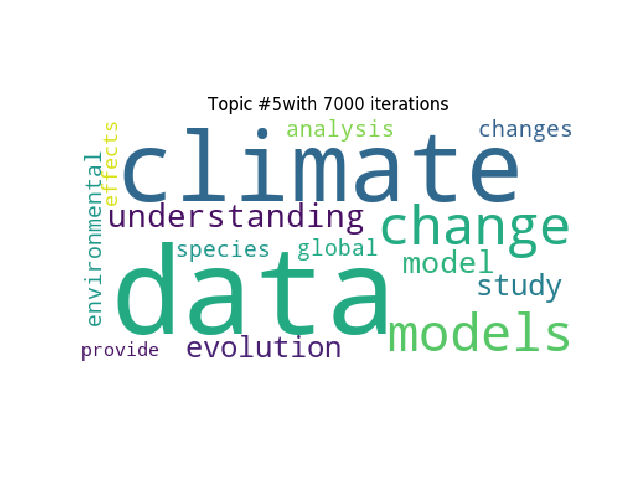 Topic #5with 7000 iterations
analysis
changes
climate
effects
environmental
understanding
change
species
global
model
data
study
models
provide
evolution